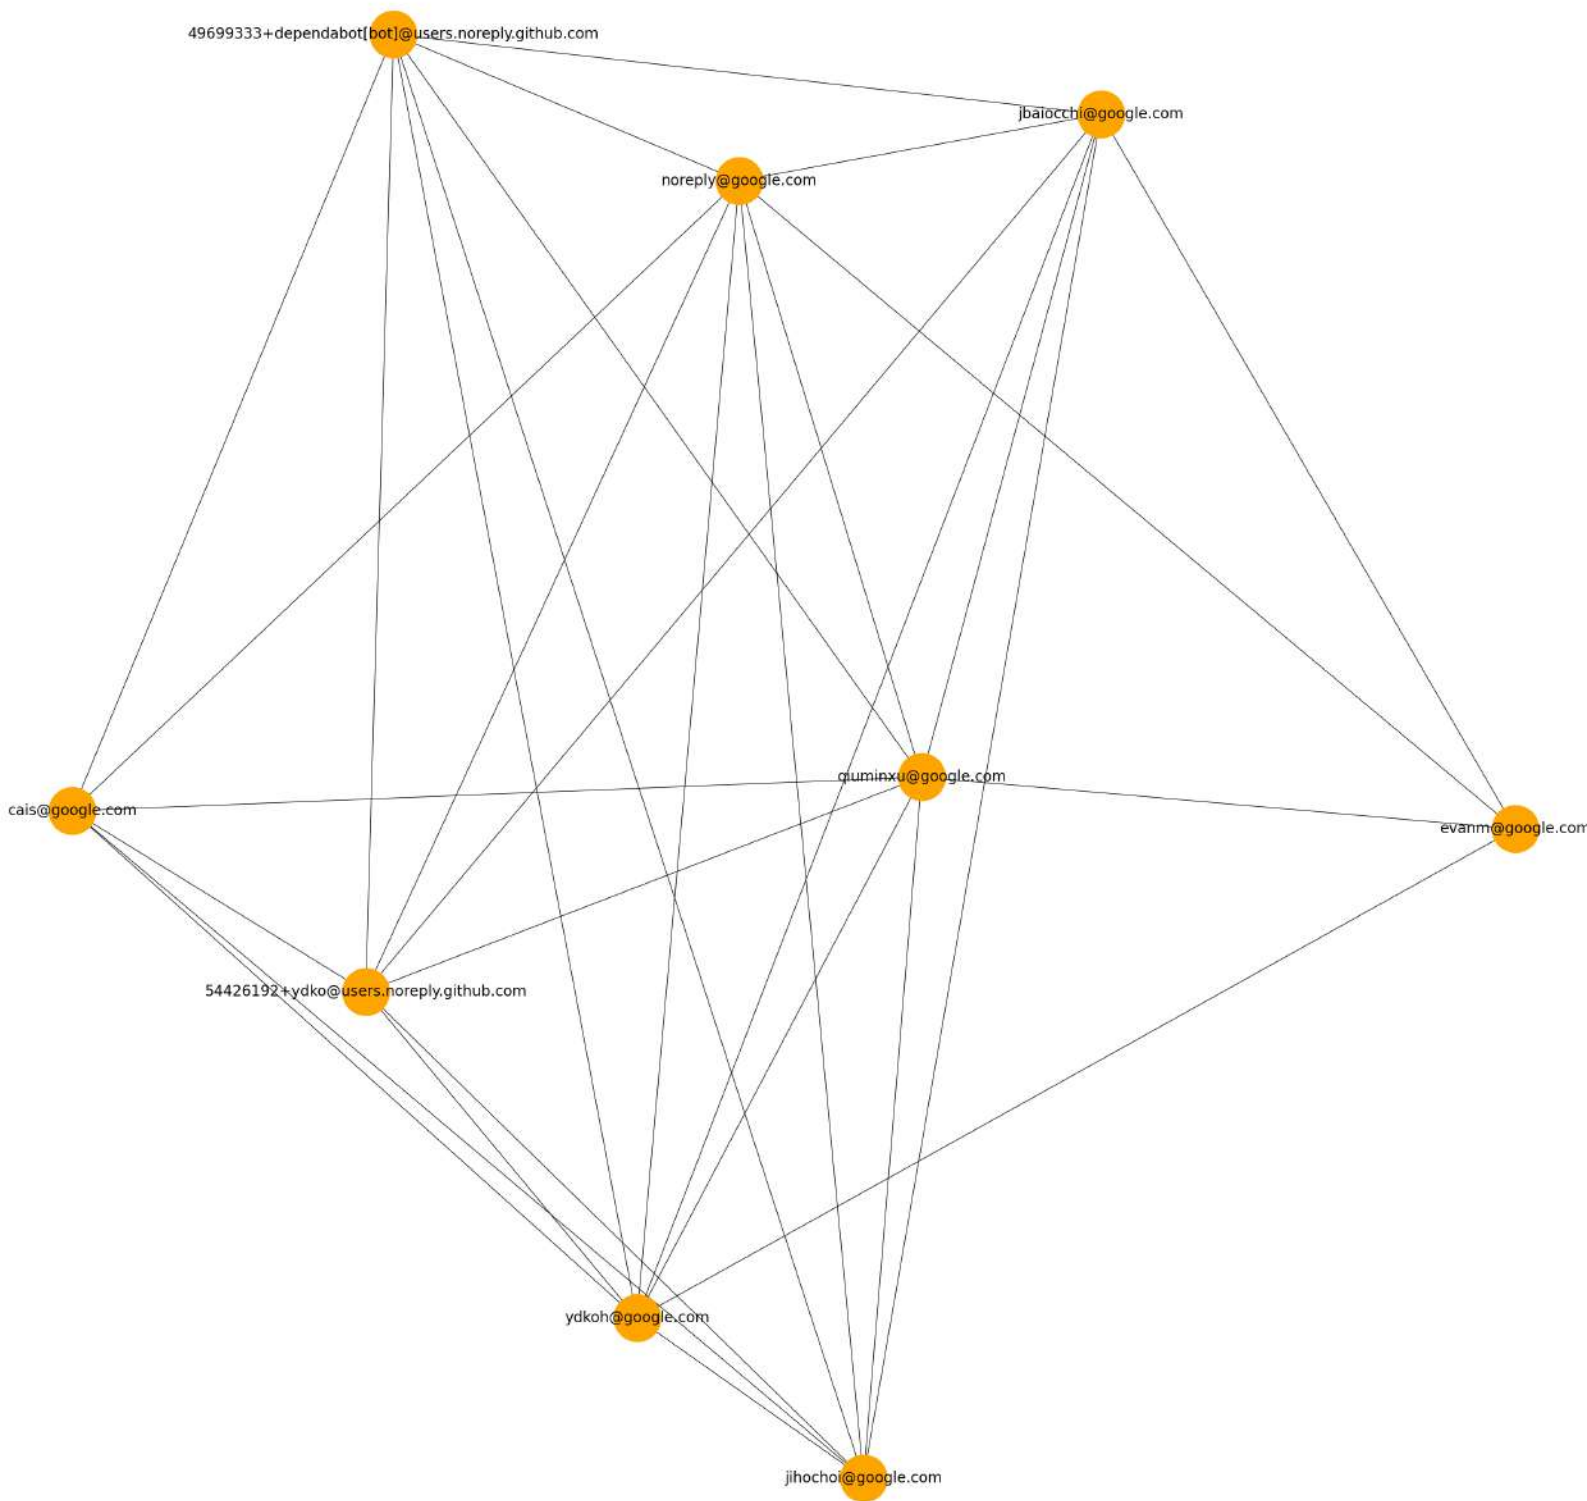 49699333+dependabot[bot]@users.noreply.github.com
jbaiocchi@google.com
noreply@google.com
qiuminxu@google.com
cais@google.com
evanm@google.com
54426192+ydko@users.noreply.github.com
ydkoh@google.com
jihochoi@google.com